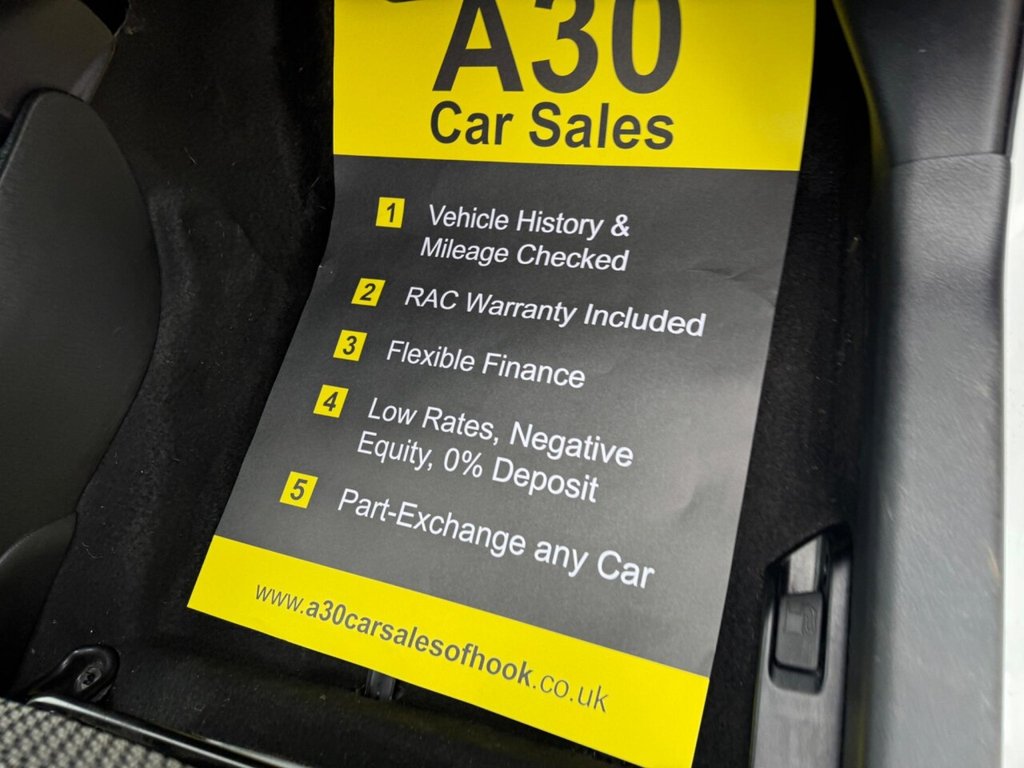 A30
Car Sales
1 Vehicle History &
Mileage Checked
2 RAC Warranty Included
3 Flexible Finance
4 Low Rates, Negative
Equity, 0% Deposit
5 Part-Exchange any Car
www.a30carsalesofhook.co.uk